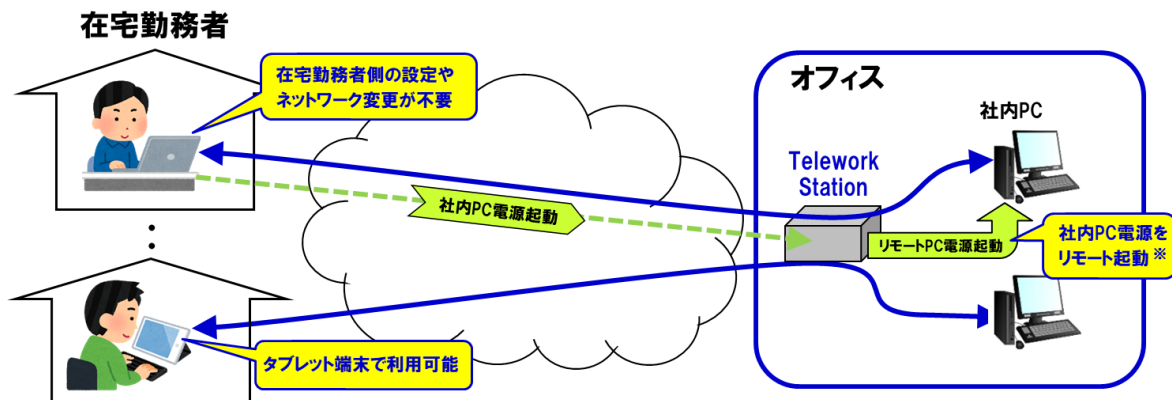 在宅勤務者
在宅勤務者側の設定や
ネットワーク変更が不要
オフィス
社内PC
Telework
Station
社内PC電源起動
リモートPC電源起動
社内PC電源を
リモート起動※
タブレット端末で利用可能